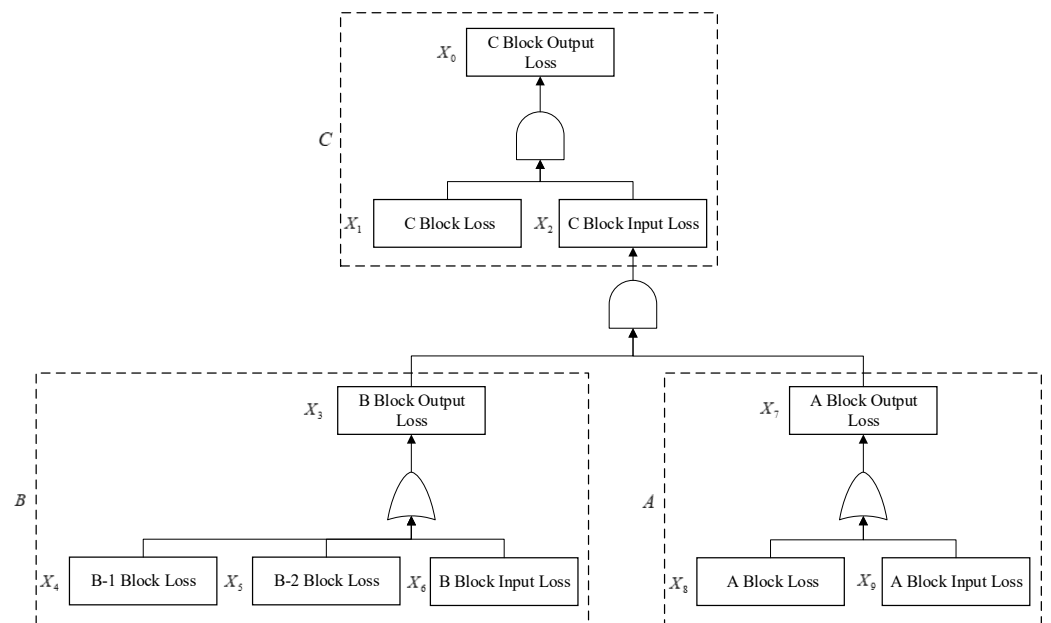 X₀
C Block Output
Loss
C
X₁
C Block Loss
X₂
C Block Input Loss
X₃
B Block Output
Loss
X₇
A Block Output
Loss
B
A
X₄
B-1 Block Loss
X₅
B-2 Block Loss
X₆
B Block Input Loss
X₈
A Block Loss
X₉
A Block Input Loss